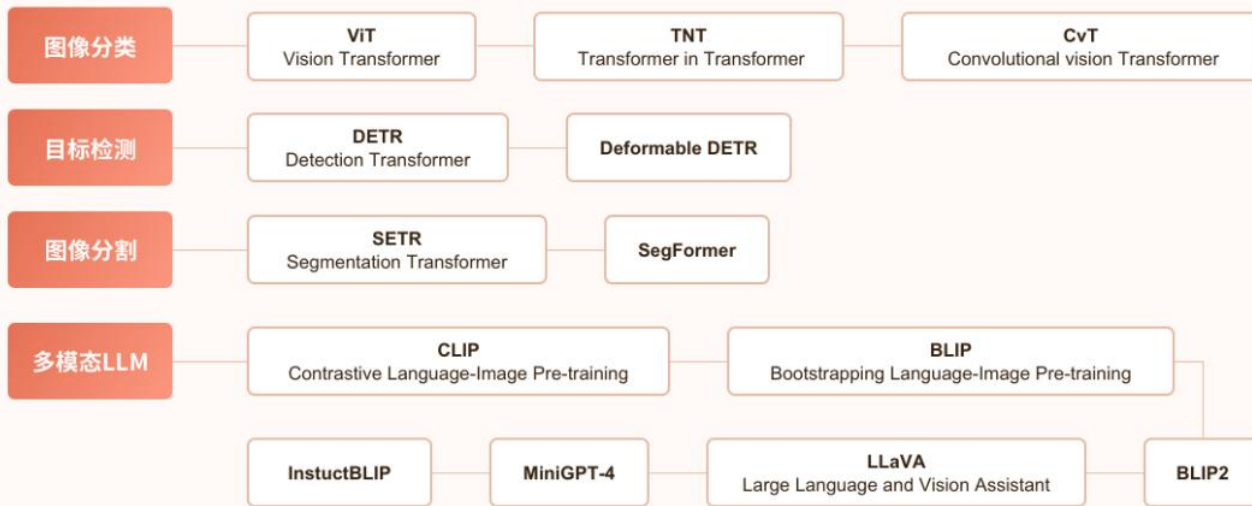 图像分类
ViT
Vision Transformer
TNT
Transformer in Transformer
CvT
Convolutional vision Transformer
目标检测
DETR
Detection Transformer
Deformable DETR
图像分割
SETR
Segmentation Transformer
SegFormer
多模态LLM
CLIP
Contrastive Language-Image Pre-training
BLIP
Bootstrapping Language-Image Pre-training
InstuctBLIP
MiniGPT-4
LLaVA
Large Language and Vision Assistant
BLIP2